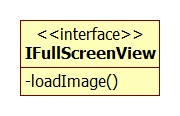 <<interface>>
IFullScreenView
-loadImage()